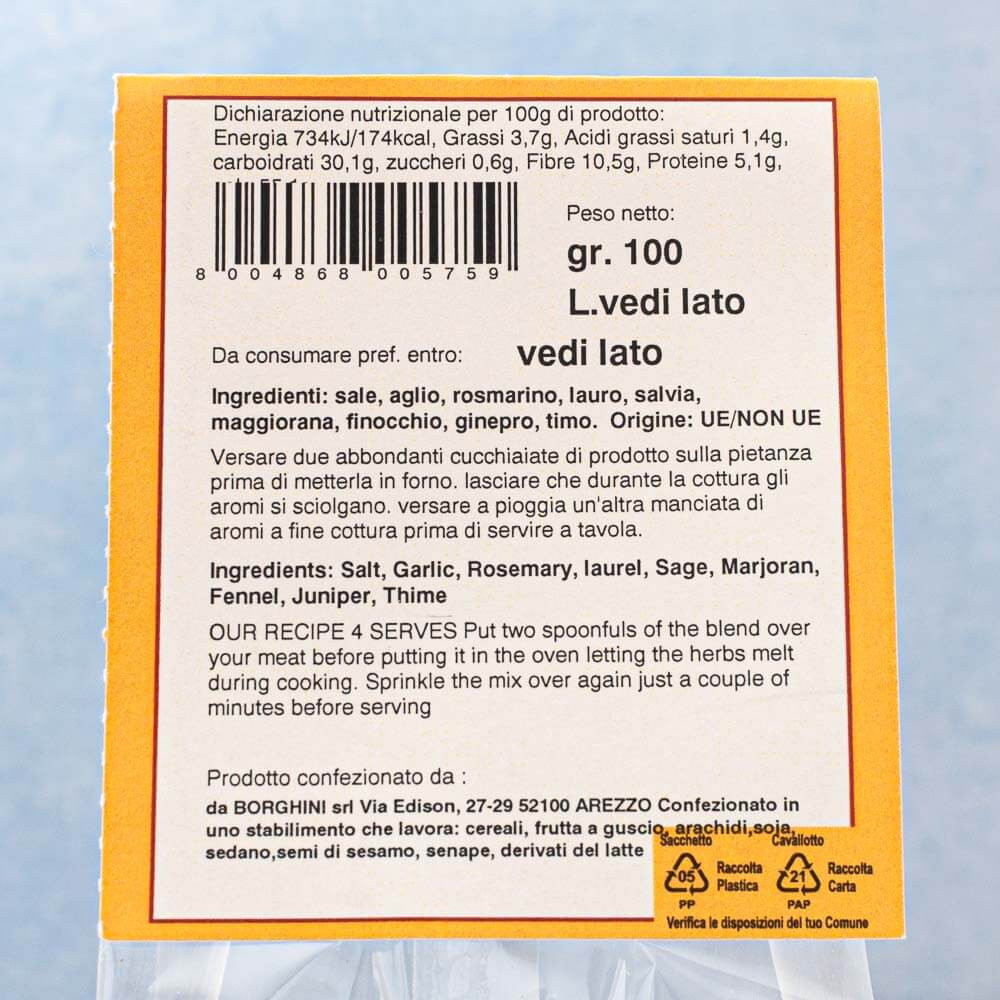 Dichiarazione nutrizionale per 100g di prodotto:
Energia 734kJ/174kcal, Grassi 3,7g, Acidi grassi saturi 1,4g,
carboidrati 30,1g, zuccheri 0,6g, Fibre 10,5g, Proteine 5,1g,
8 004868 005759
Peso netto:
gr. 100
L.vedi lato
Da consumare pref. entro: vedi lato
Ingredienti: sale, aglio, rosmarino, lauro, salvia,
maggiorana, finocchio, ginepro, timo. Origine: UE/NON UE
Versare due abbondanti cucchiaiate di prodotto sulla pietanza
prima di metterla in forno. lasciare che durante la cottura gli
aromi si sciolgano. versare a pioggia un'altra manciata di
aromi a fine cottura prima di servire a tavola.
Ingredients: Salt, Garlic, Rosemary, laurel, Sage, Marjoran,
Fennel, Juniper, Thime
OUR RECIPE 4 SERVES Put two spoonfuls of the blend over
your meat before putting it in the oven letting the herbs melt
during cooking. Sprinkle the mix over again just a couple of
minutes before serving
Prodotto confezionato da :
da BORGHINI srl Via Edison, 27-29 52100 AREZZO Confezionato in
uno stabilimento che lavora: cereali, frutta a guscio, arachidi,soja,
sedano,semi di sesamo, senape, derivati del latte
Sacchetto Cavallotto
05 Raccolta 21 Raccolta
Plastica Carta
PP PAP
Verifica le disposizioni del tuo Comune